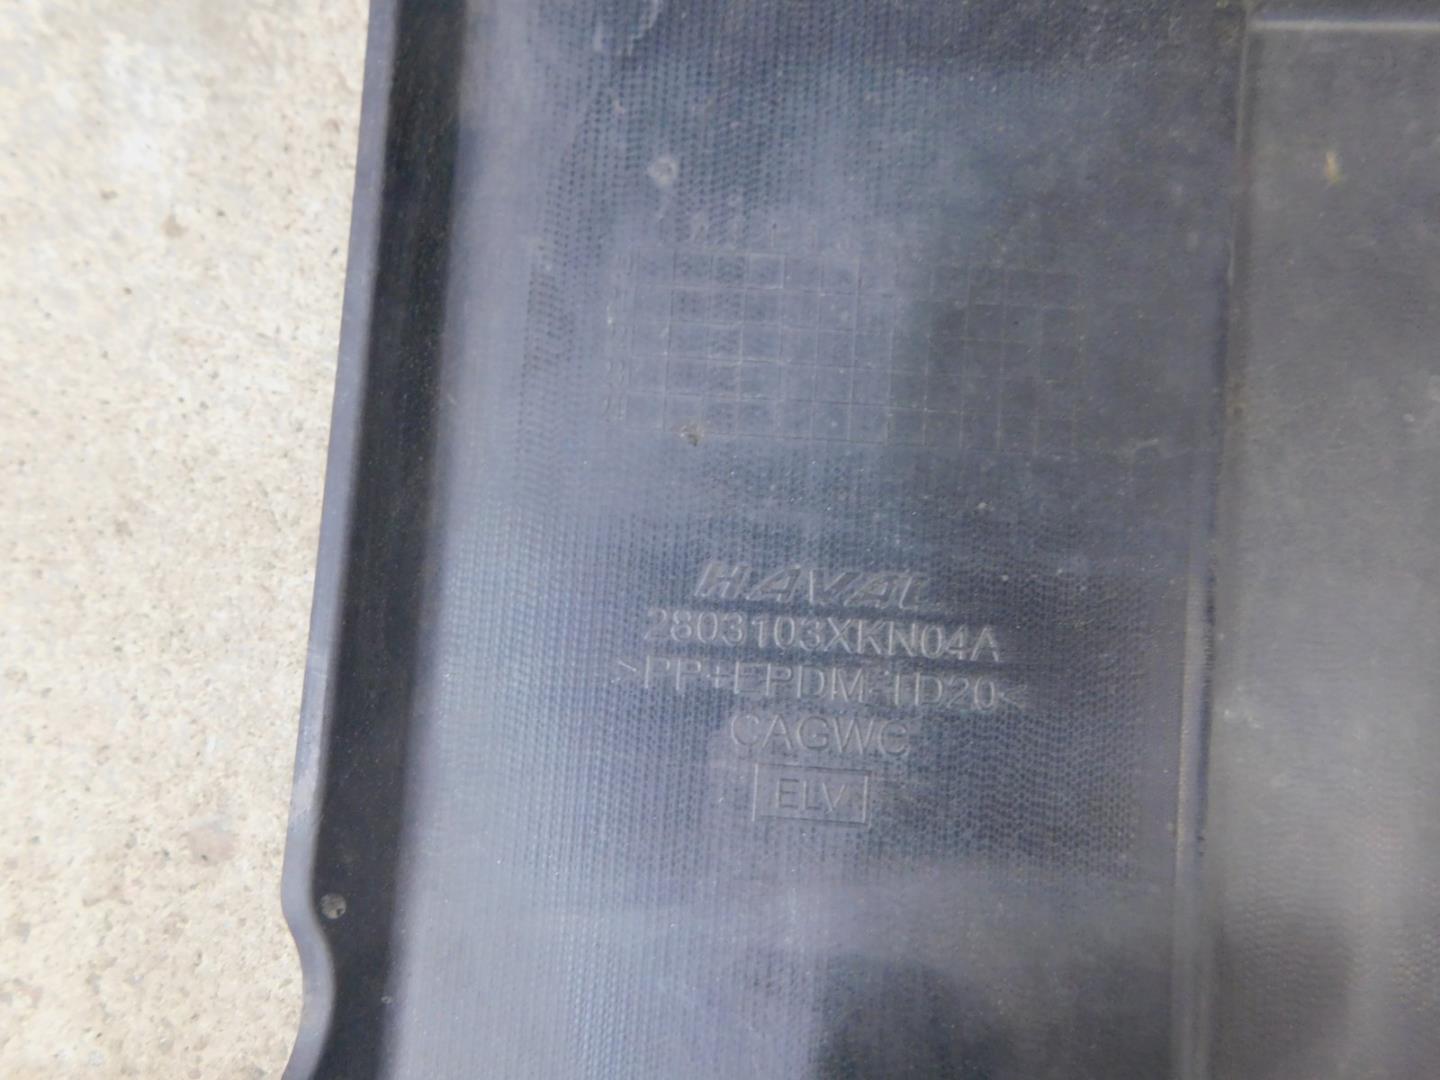 HAVAL
2803103XKN04A
>PP+EPDM-TD20<
CAGWC
ELV